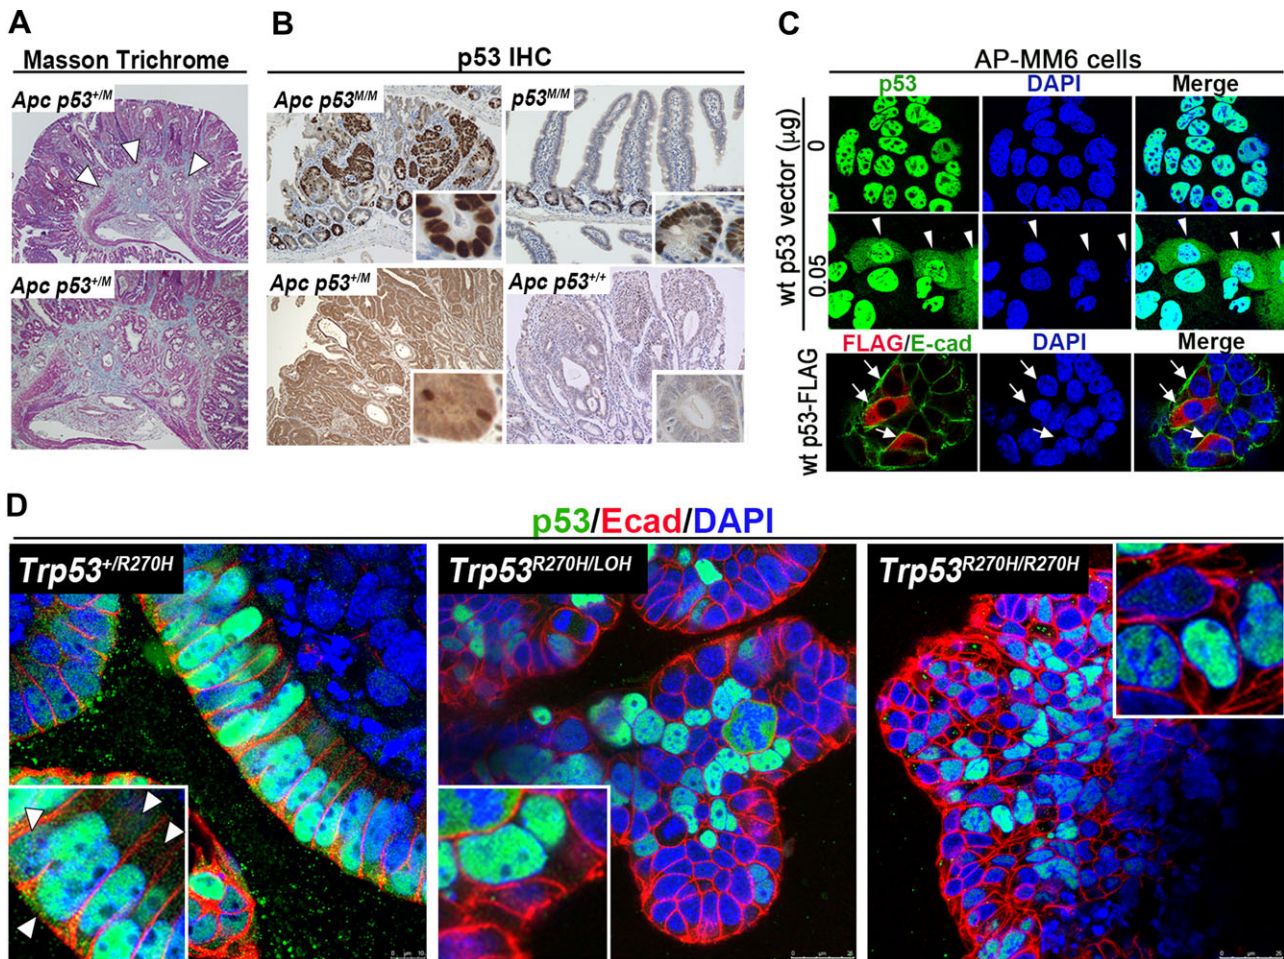 A
Masson Trichrome
Apc p53+/M
Apc p53+/M
B
p53 IHC
Apc p53M/M
p53M/M
Apc p53+/M
Apc p53+/+
C
AP-MM6 cells
p53 DAPI Merge
wt p53 vector (µg)
0
0.05
FLAG/E-cad DAPI Merge
wt p53-FLAG
D
p53/Ecad/DAPI
Trp53+/R270H
Trp53R270H/LOH
Trp53R270H/R270H